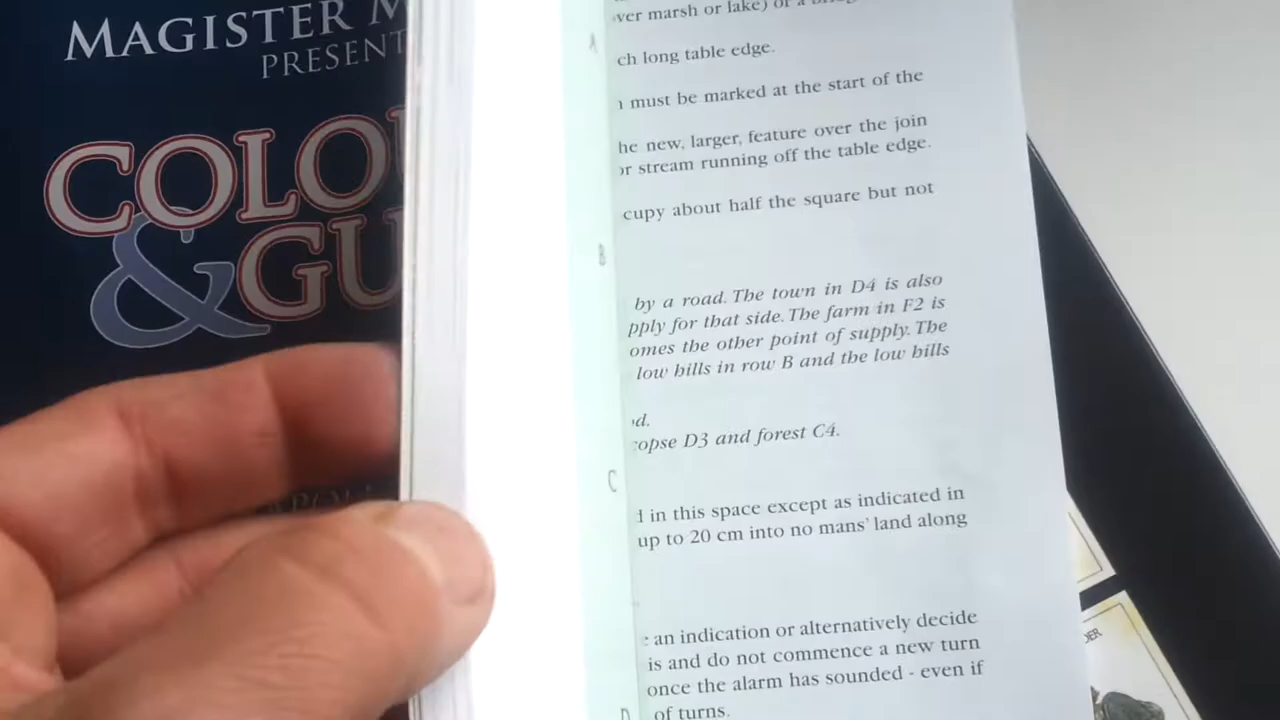 MAGISTER M
PRESENT
COLO
& GU
ver marsh or lake) or a
A
ch long table edge.
must be marked at the start of the
he new, larger, feature over the join
or stream running off the table edge.
cupy about half the square but not
B
by a road. The town in D4 is also
pply for that side. The farm in F2 is
omes the other point of supply. The
low hills in row B and the low hills
d.
opse D3 and forest C4.
C
d in this space except as indicated in
up to 20 cm into no mans' land along
an indication or alternatively decide
is and do not commence a new turn
once the alarm has sounded - even if
D
of turns.
DER